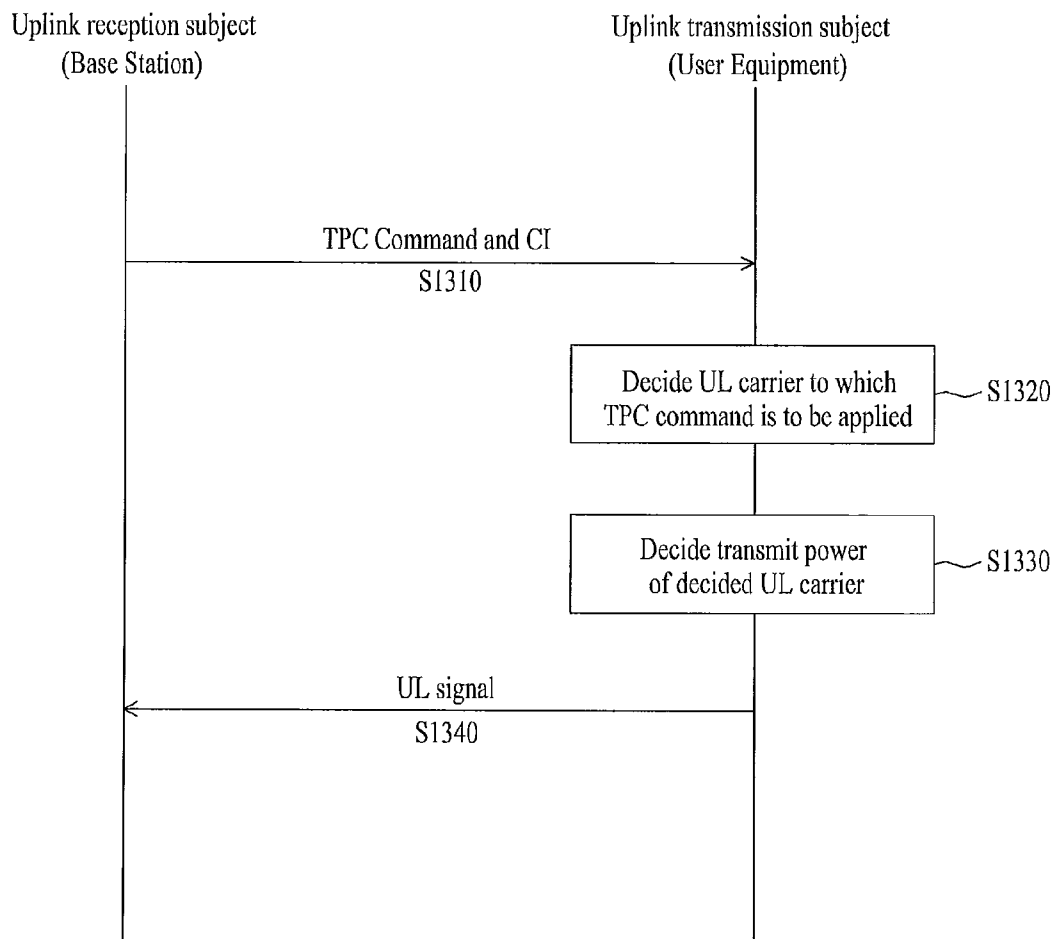 Uplink reception subject
(Base Station)
Uplink transmission subject
(User Equipment)
TPC Command and CI
S1310
Decide UL carrier to which
TPC command is to be applied
S1320
Decide transmit power
of decided UL carrier
S1330
UL signal
S1340